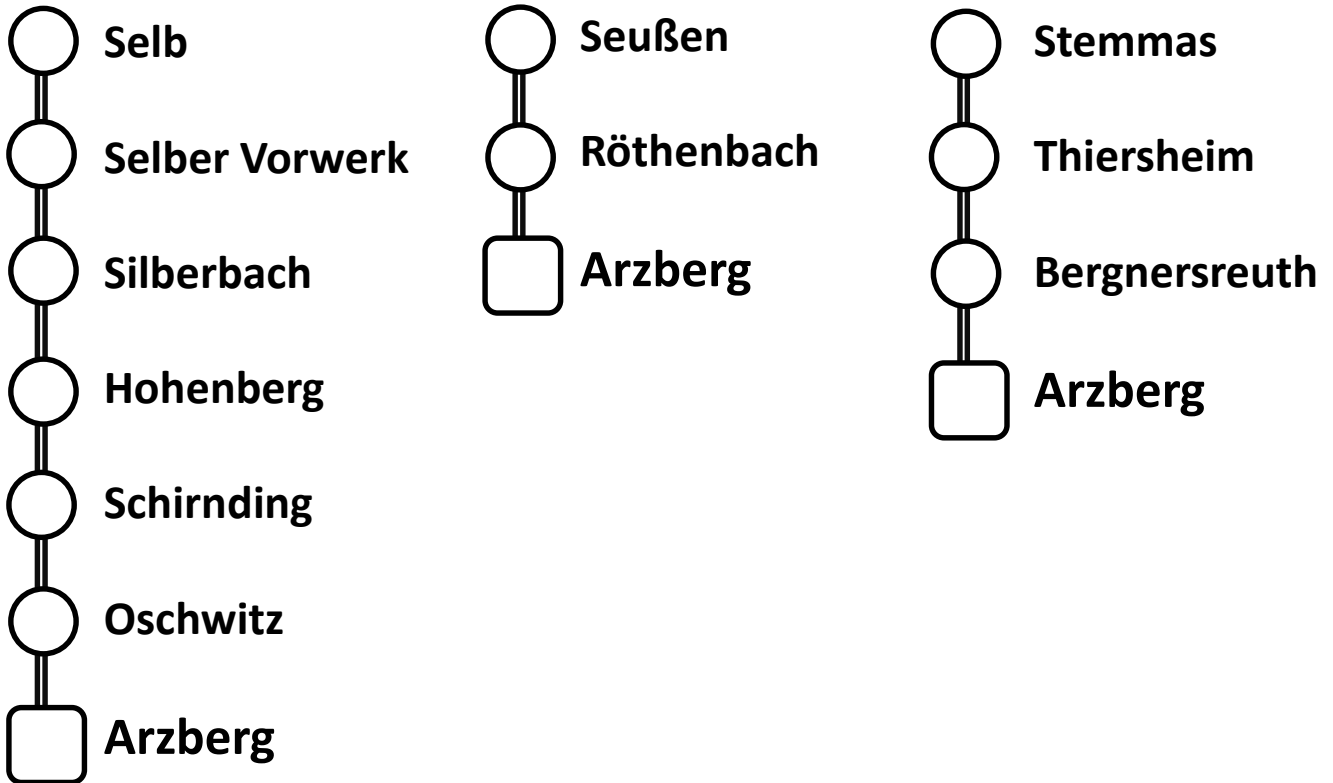 Selb
Selber Vorwerk
Silberbach
Hohenberg
Schirnding
Oschwitz
Arzberg
Seußen
Röthenbach
Arzberg
Stemmas
Thiersheim
Bergnersreuth
Arzberg